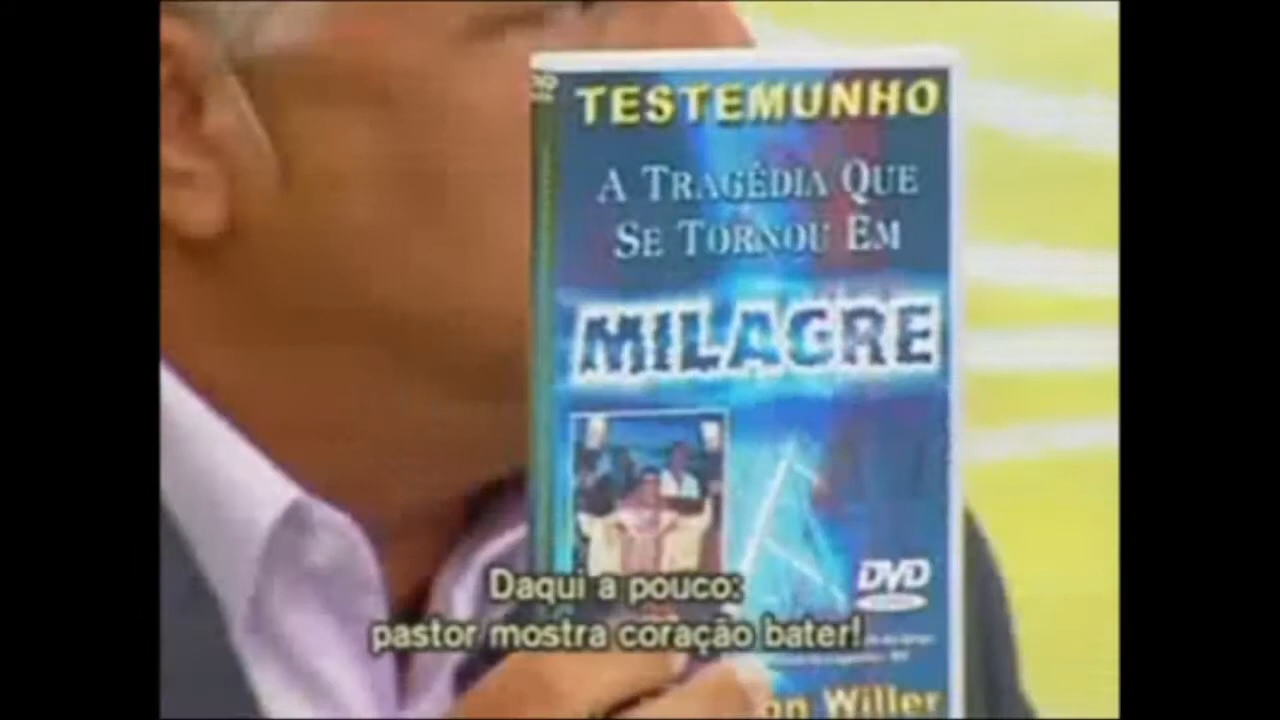 TESTEMUNHO
A TRAGÉDIA QUE
SE TORNOU EM
MILAGRE
DVD
Daqui a pouco:
pastor mostra coração bater!
Willer